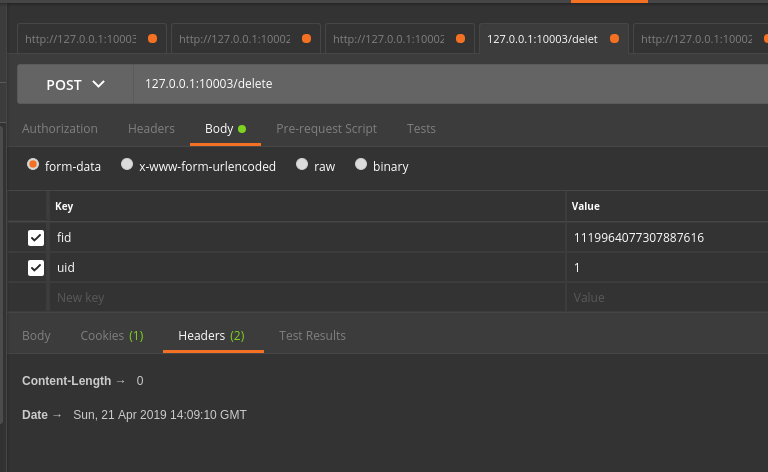 http://127.0.0.1:10003 http://127.0.0.1:10002 http://127.0.0.1:10002 127.0.0.1:10003/delet http://127.0.0.1:10002
POST 127.0.0.1:10003/delete
Authorization Headers Body Pre-request Script Tests
form-data x-www-form-urlencoded raw binary
Key Value
fid 1119964077307887616
uid 1
New key Value
Body Cookies (1) Headers (2) Test Results
Content-Length → 0
Date → Sun, 21 Apr 2019 14:09:10 GMT